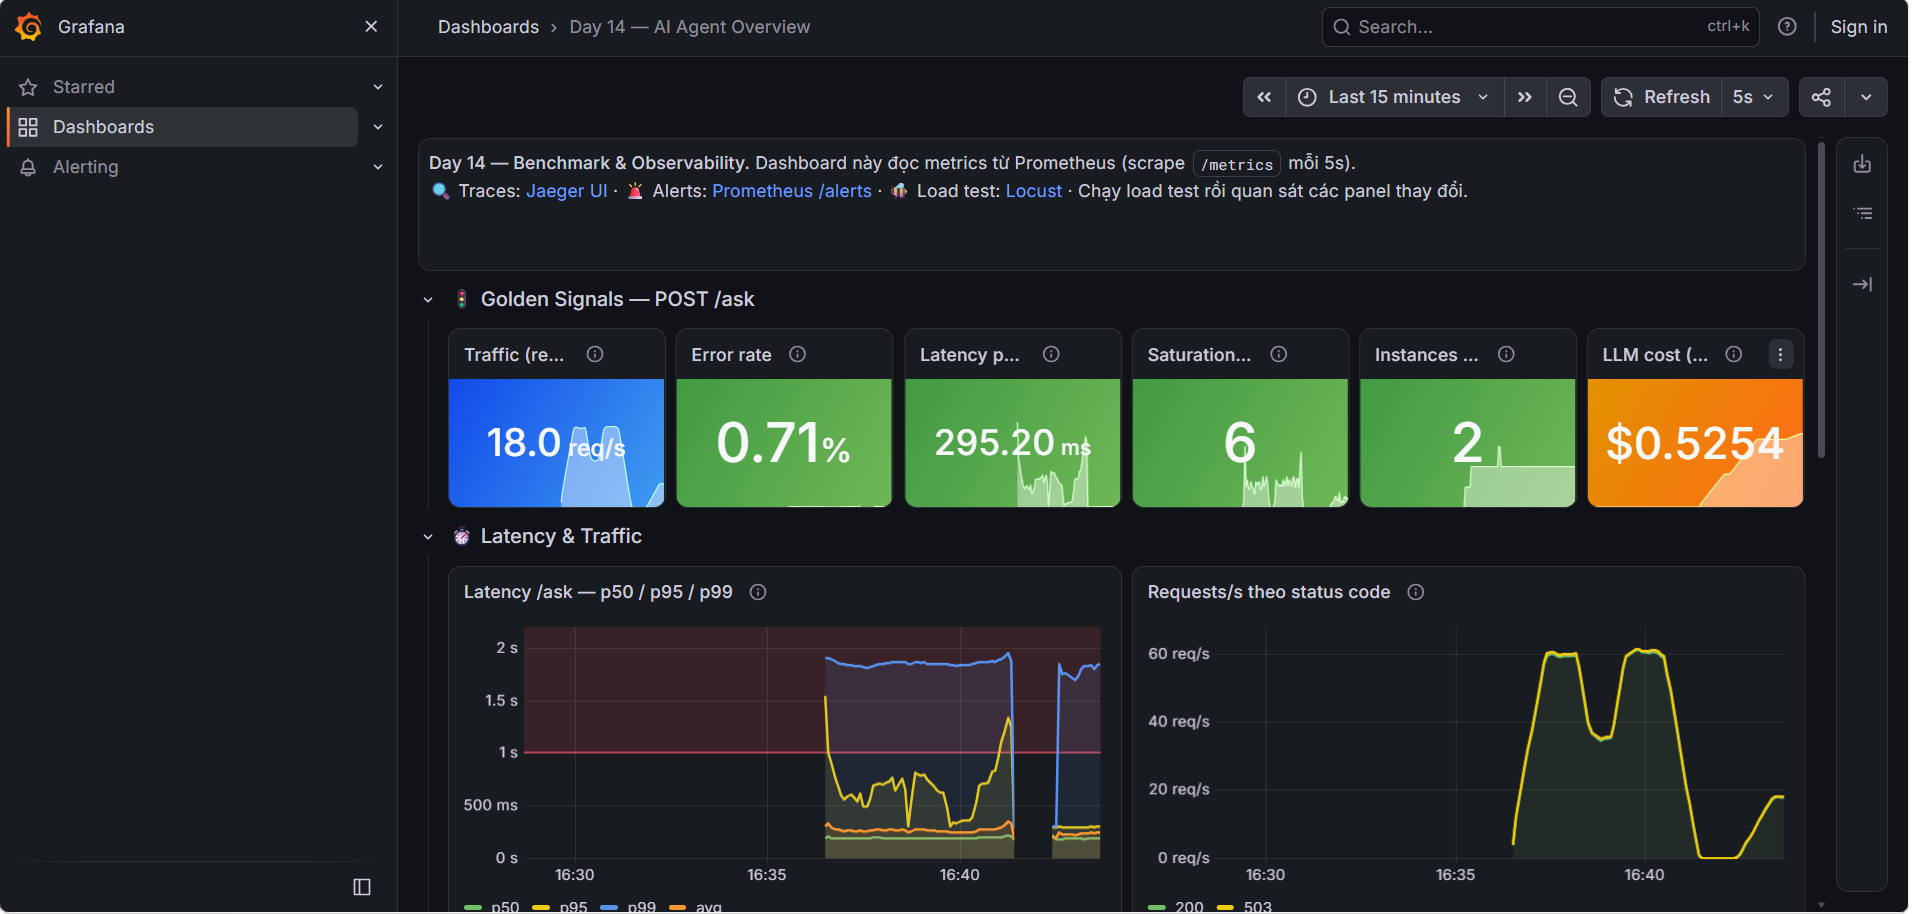 Grafana
Dashboards › Day 14 — AI Agent Overview
Search...
ctrl+k
Sign in
Starred
Dashboards
Alerting
Last 15 minutes
Refresh
5s
Day 14 — Benchmark & Observability. Dashboard này đọc metrics từ Prometheus (scrape /metrics mỗi 5s).
Traces: Jaeger UI · Alerts: Prometheus /alerts · Load test: Locust · Chạy load test rồi quan sát các panel thay đổi.
Golden Signals — POST /ask
Traffic (re...
18.0 req/s
Error rate
0.71%
Latency p...
295.20 ms
Saturation...
6
Instances ...
2
LLM cost (...
$0.5254
Latency & Traffic
Latency /ask — p50 / p95 / p99
2 s
1.5 s
1 s
500 ms
0 s
16:30
16:35
16:40
p50
p95
p99
avg
Requests/s theo status code
60 req/s
40 req/s
20 req/s
0 req/s
16:30
16:35
16:40
200
503